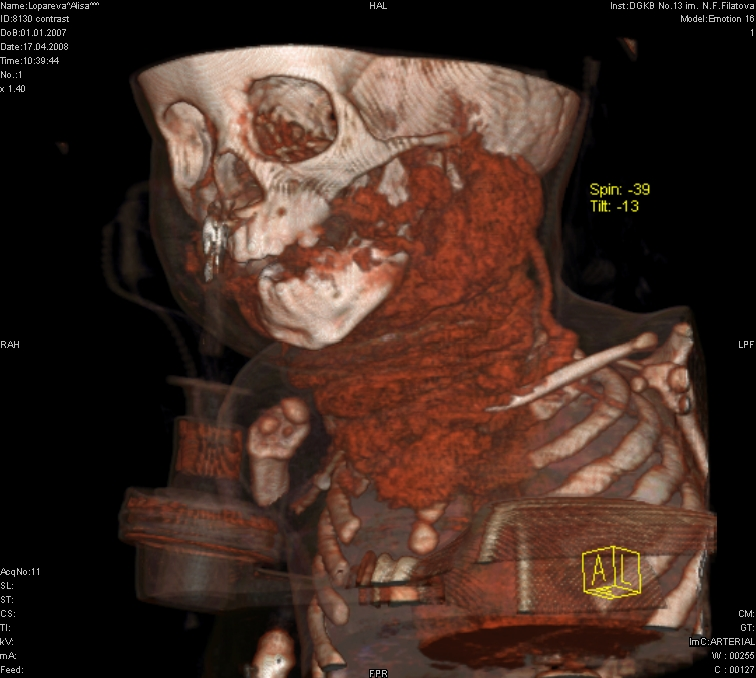 Name:Lopareva^Alisa^^^
ID:8130 contrast
DoB:01.01.2007
Date:17.04.2008
Time:10:39:44
No.:1
x 1.40
HAL
Inst:DGKB No.13 im. N.F.Filatova
Model:Emotion 16
1
Spin: -39
Tilt: -13
RAH
LPF
A L
AcqNo:11
SL:
ST:
CS:
TI:
kV:
mA:
Feed:
FPR
CM:
GT:
ImC:ARTERIAL
W : 00255
C : 00127